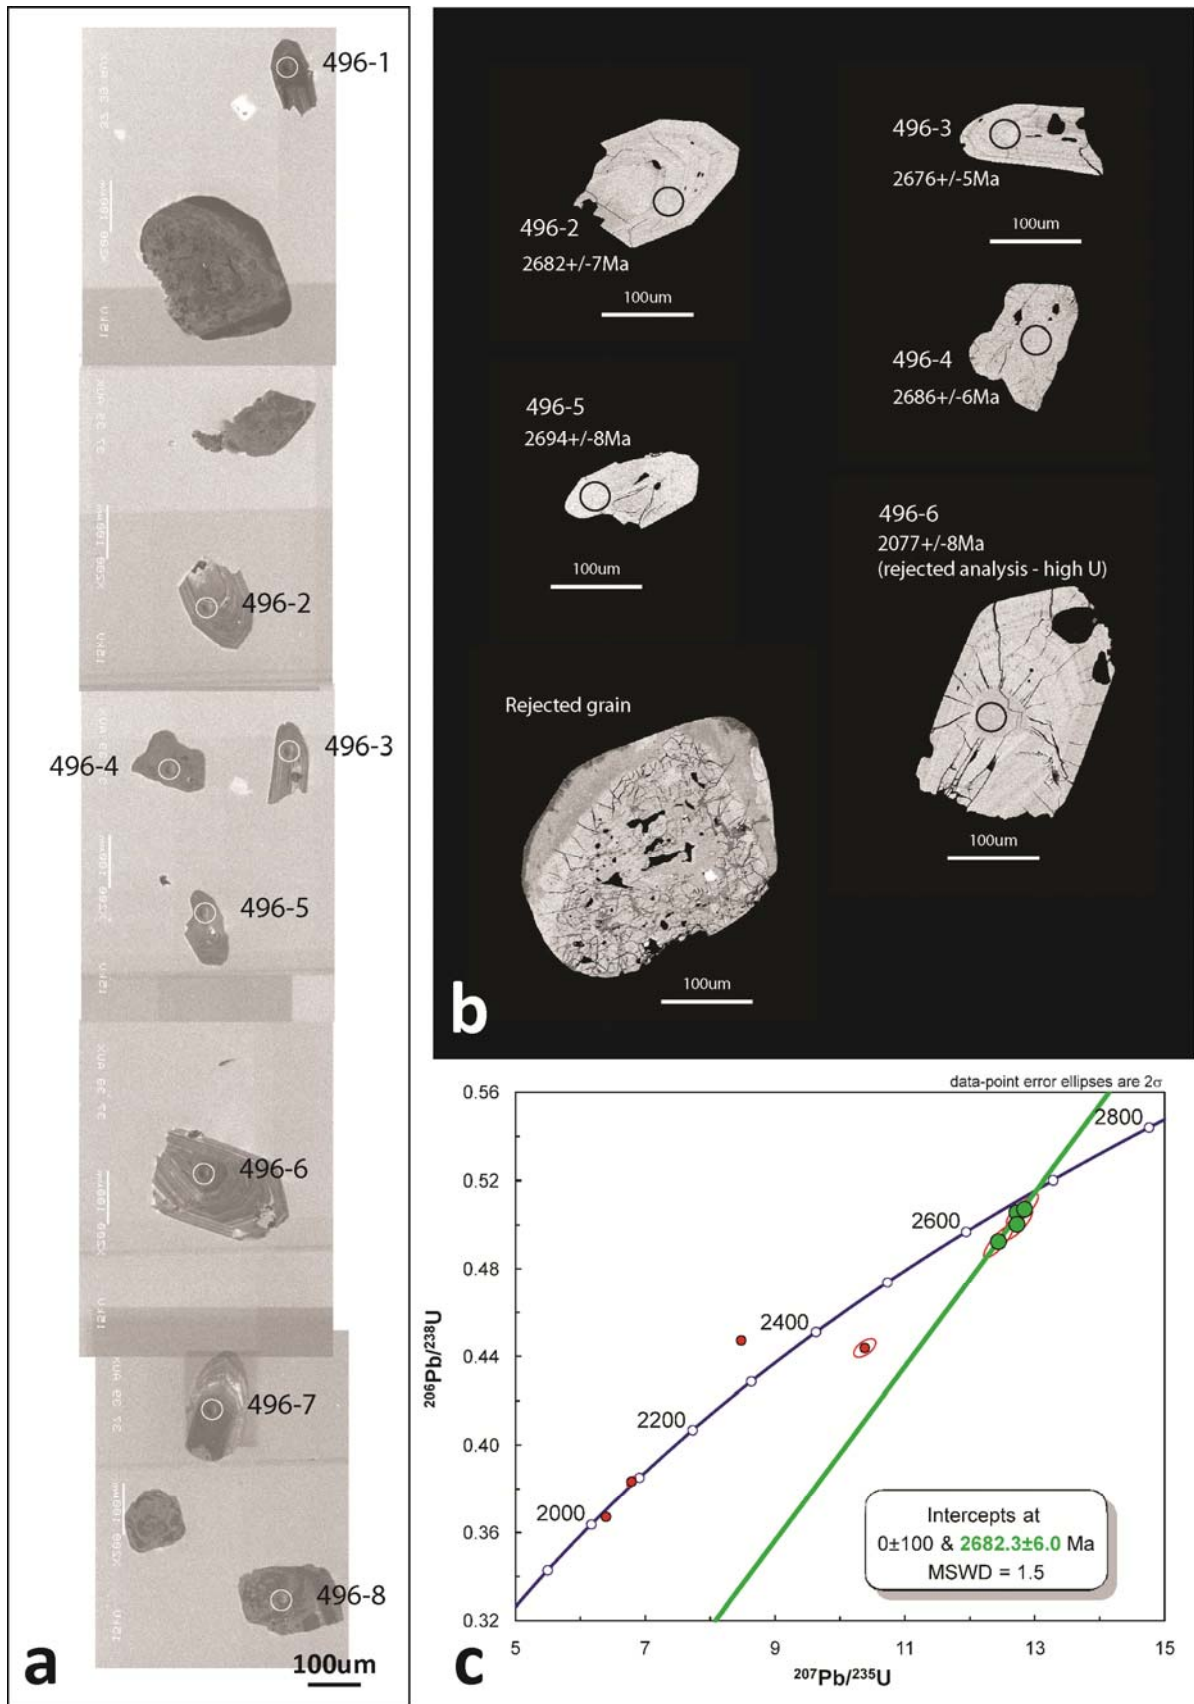 496-1
496-2
496-4
496-3
496-5
496-6
496-7
496-8
100um
a
496-2
2682+/-7Ma
100um
496-3
2676+/-5Ma
100um
496-4
2686+/-6Ma
496-5
2694+/-8Ma
100um
496-6
2077+/-8Ma
(rejected analysis - high U)
100um
Rejected grain
100um
b
data-point error ellipses are 2σ
0.56
0.52
0.48
0.44
0.40
0.36
0.32
206Pb/238U
2800
2600
2400
2200
2000
Intercepts at
0±100 & 2682.3±6.0 Ma
MSWD = 1.5
5 7 9 11 13 15
207Pb/235U
c